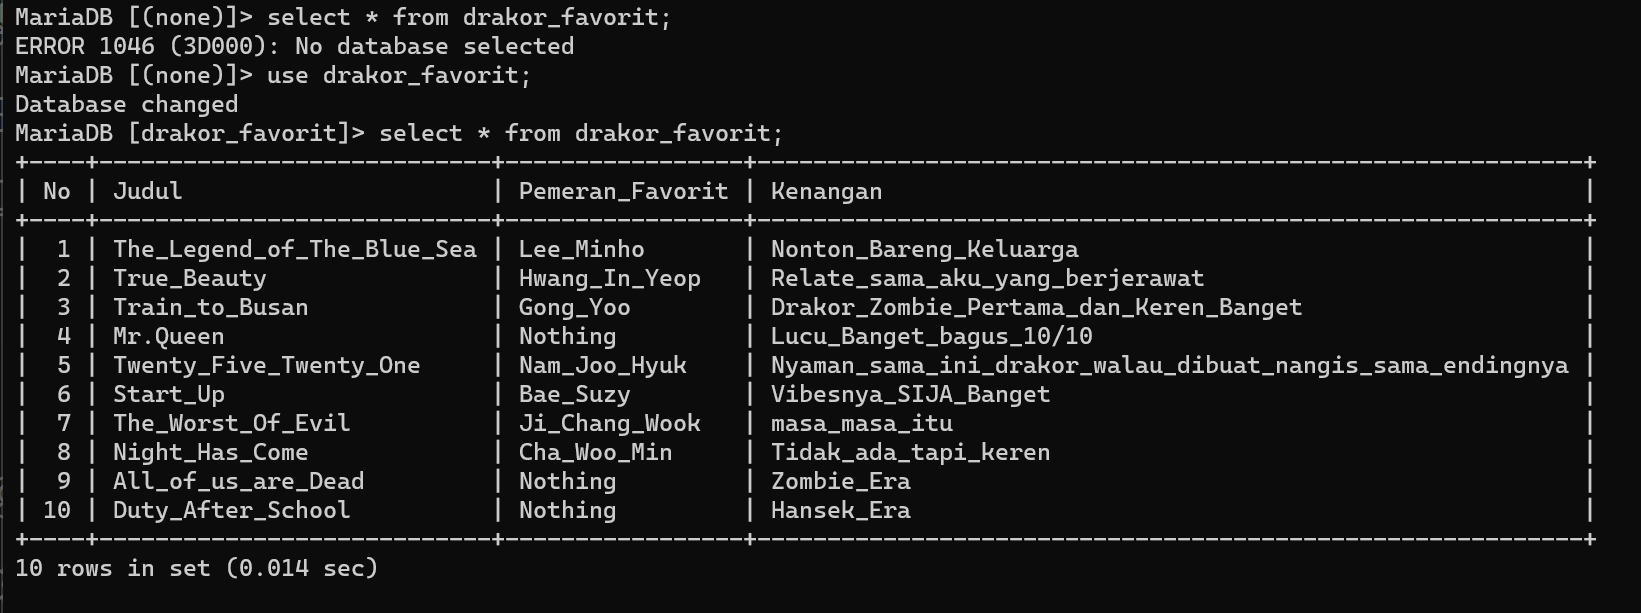 MariaDB [(none)]> select * from drakor_favorit;
ERROR 1046 (3D000): No database selected
MariaDB [(none)]> use drakor_favorit;
Database changed
MariaDB [drakor_favorit]> select * from drakor_favorit;
+----+----------------------------+------------------+-----------------------------------------------------------+
| No | Judul                      | Pemeran_Favorit | Kenangan                                                  |
+----+----------------------------+------------------+-----------------------------------------------------------+
|  1 | The_Legend_of_The_Blue_Sea | Lee_Minho       | Nonton_Bareng_Keluarga                                    |
|  2 | True_Beauty                | Hwang_In_Yeop   | Relate_sama_aku_yang_berjerawat                           |
|  3 | Train_to_Busan             | Gong_Yoo        | Drakor_Zombie_Pertama_dan_Keren_Banget                    |
|  4 | Mr.Queen                   | Nothing         | Lucu_Banget_bagus_10/10                                   |
|  5 | Twenty_Five_Twenty_One     | Nam_Joo_Hyuk    | Nyaman_sama_ini_drakor_walau_dibuat_nangis_sama_endingnya |
|  6 | Start_Up                   | Bae_Suzy        | Vibesnya_SIJA_Banget                                      |
|  7 | The_Worst_Of_Evil          | Ji_Chang_Wook   | masa_masa_itu                                             |
|  8 | Night_Has_Come             | Cha_Woo_Min     | Tidak_ada_tapi_keren                                      |
|  9 | All_of_us_are_Dead         | Nothing         | Zombie_Era                                                |
| 10 | Duty_After_School          | Nothing         | Hansek_Era                                                |
+----+----------------------------+------------------+-----------------------------------------------------------+
10 rows in set (0.014 sec)